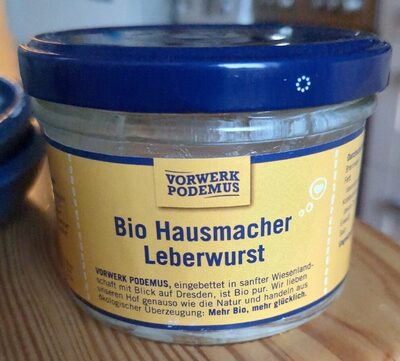 VORWERK
PODEMUS
Bio Hausmacher
Leberwurst
VORWERK PODEMUS, eingebettet in sanfter Wiesenland-
schaft mit Blick auf Dresden, ist Bio pur. Wir lieben
unseren Hof genauso wie die Natur und handeln aus
ökologischer Überzeugung: Mehr Bio, mehr glücklich.